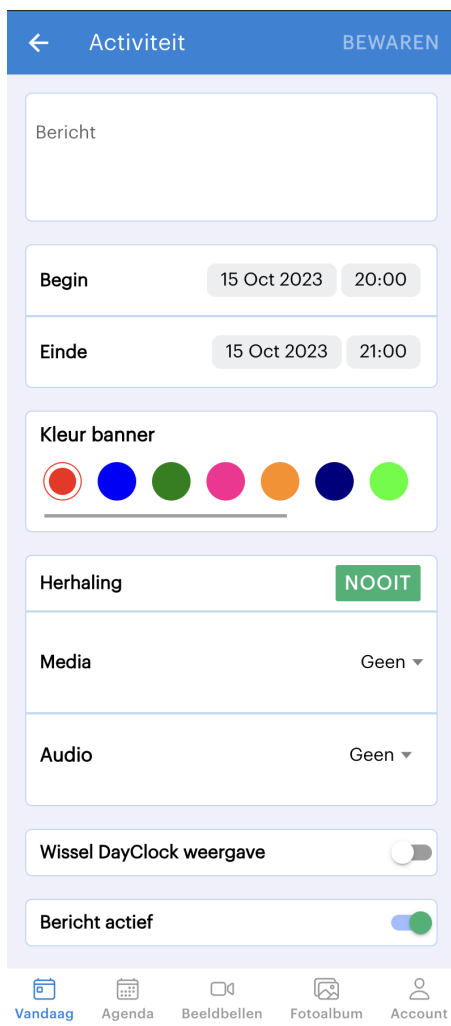 Activiteit BEWAREN
Bericht
Begin 15 Oct 2023 20:00
Einde 15 Oct 2023 21:00
Kleur banner
Herhaling NOOIT
Media Geen
Audio Geen
Wissel DayClock weergave
Bericht actief
Vandaag Agenda Beeldbellen Fotoalbum Account